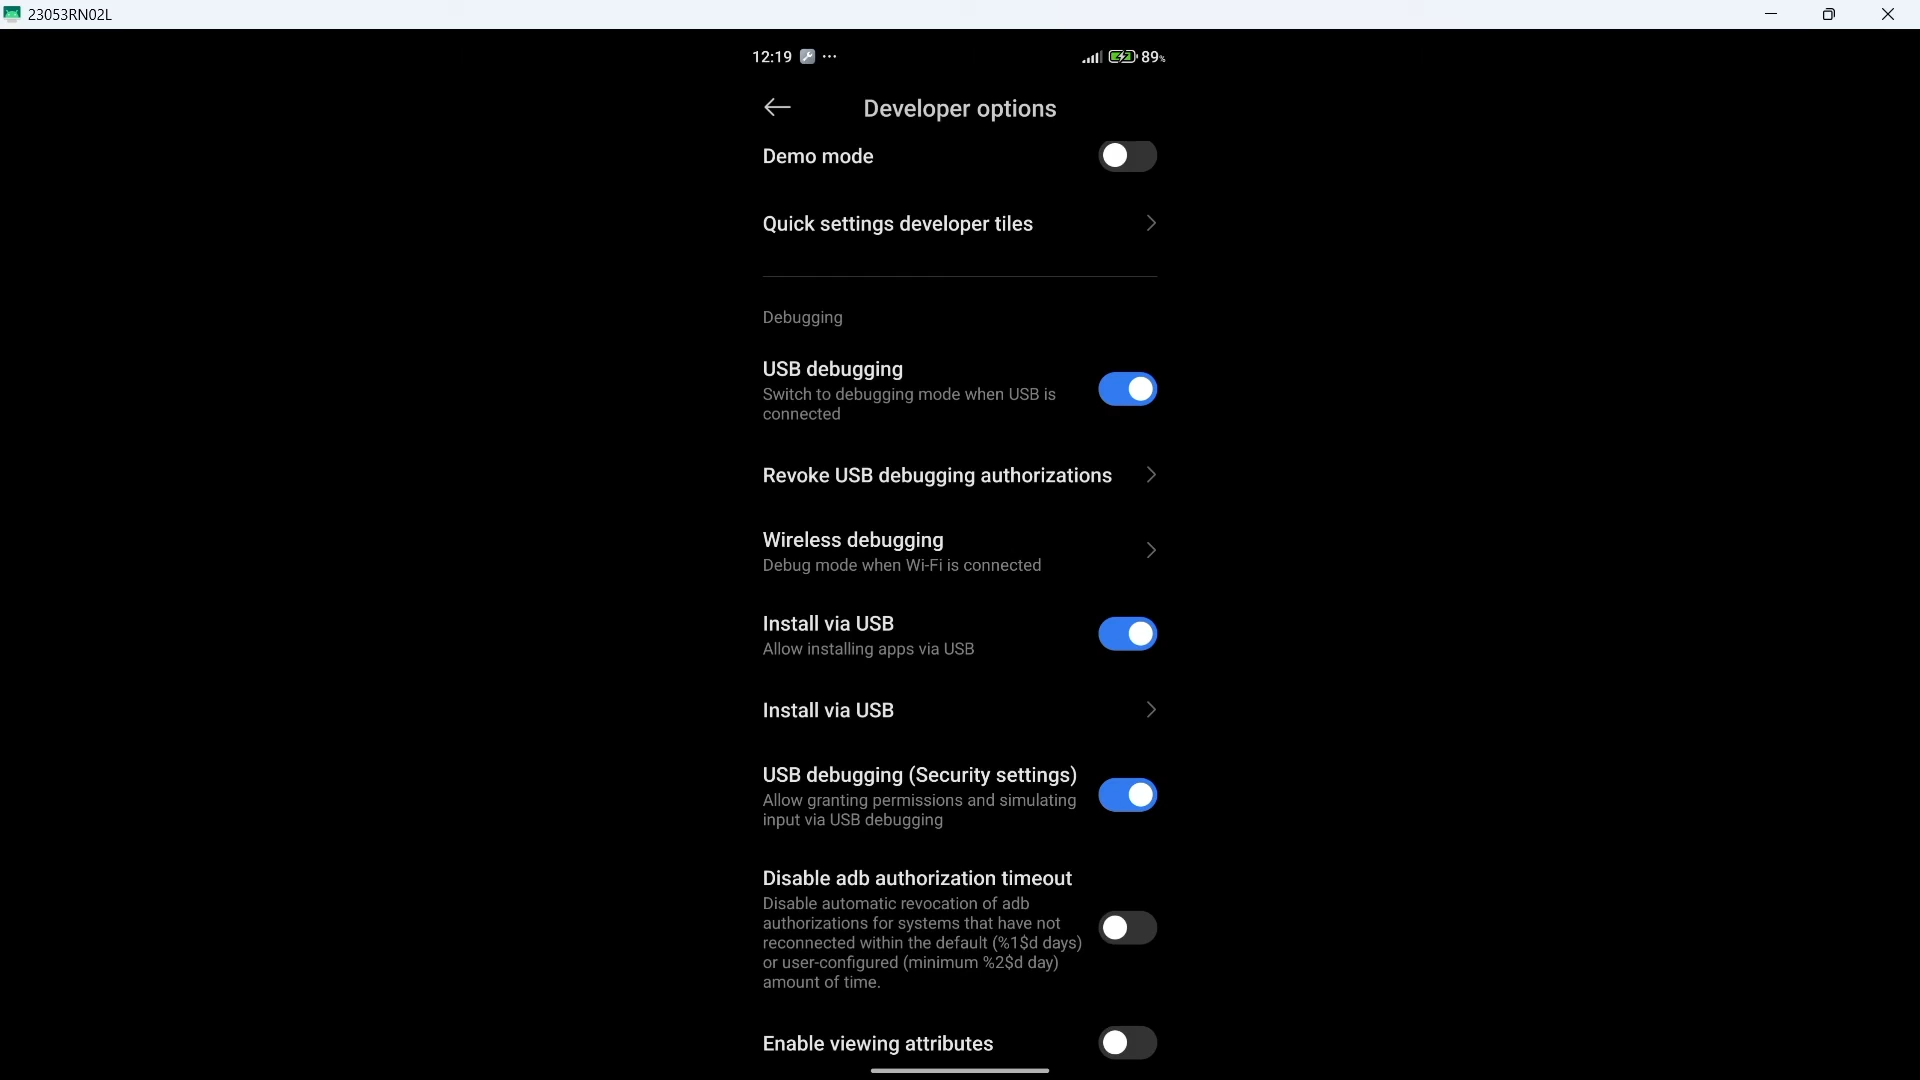 23053RN02L
12:19 ... 89%
Developer options
Demo mode
Quick settings developer tiles
Debugging
USB debugging
Switch to debugging mode when USB is
connected
Revoke USB debugging authorizations
Wireless debugging
Debug mode when Wi-Fi is connected
Install via USB
Allow installing apps via USB
Install via USB
USB debugging (Security settings)
Allow granting permissions and simulating
input via USB debugging
Disable adb authorization timeout
Disable automatic revocation of adb
authorizations for systems that have not
reconnected within the default (%1$d days)
or user-configured (minimum %2$d day)
amount of time.
Enable viewing attributes